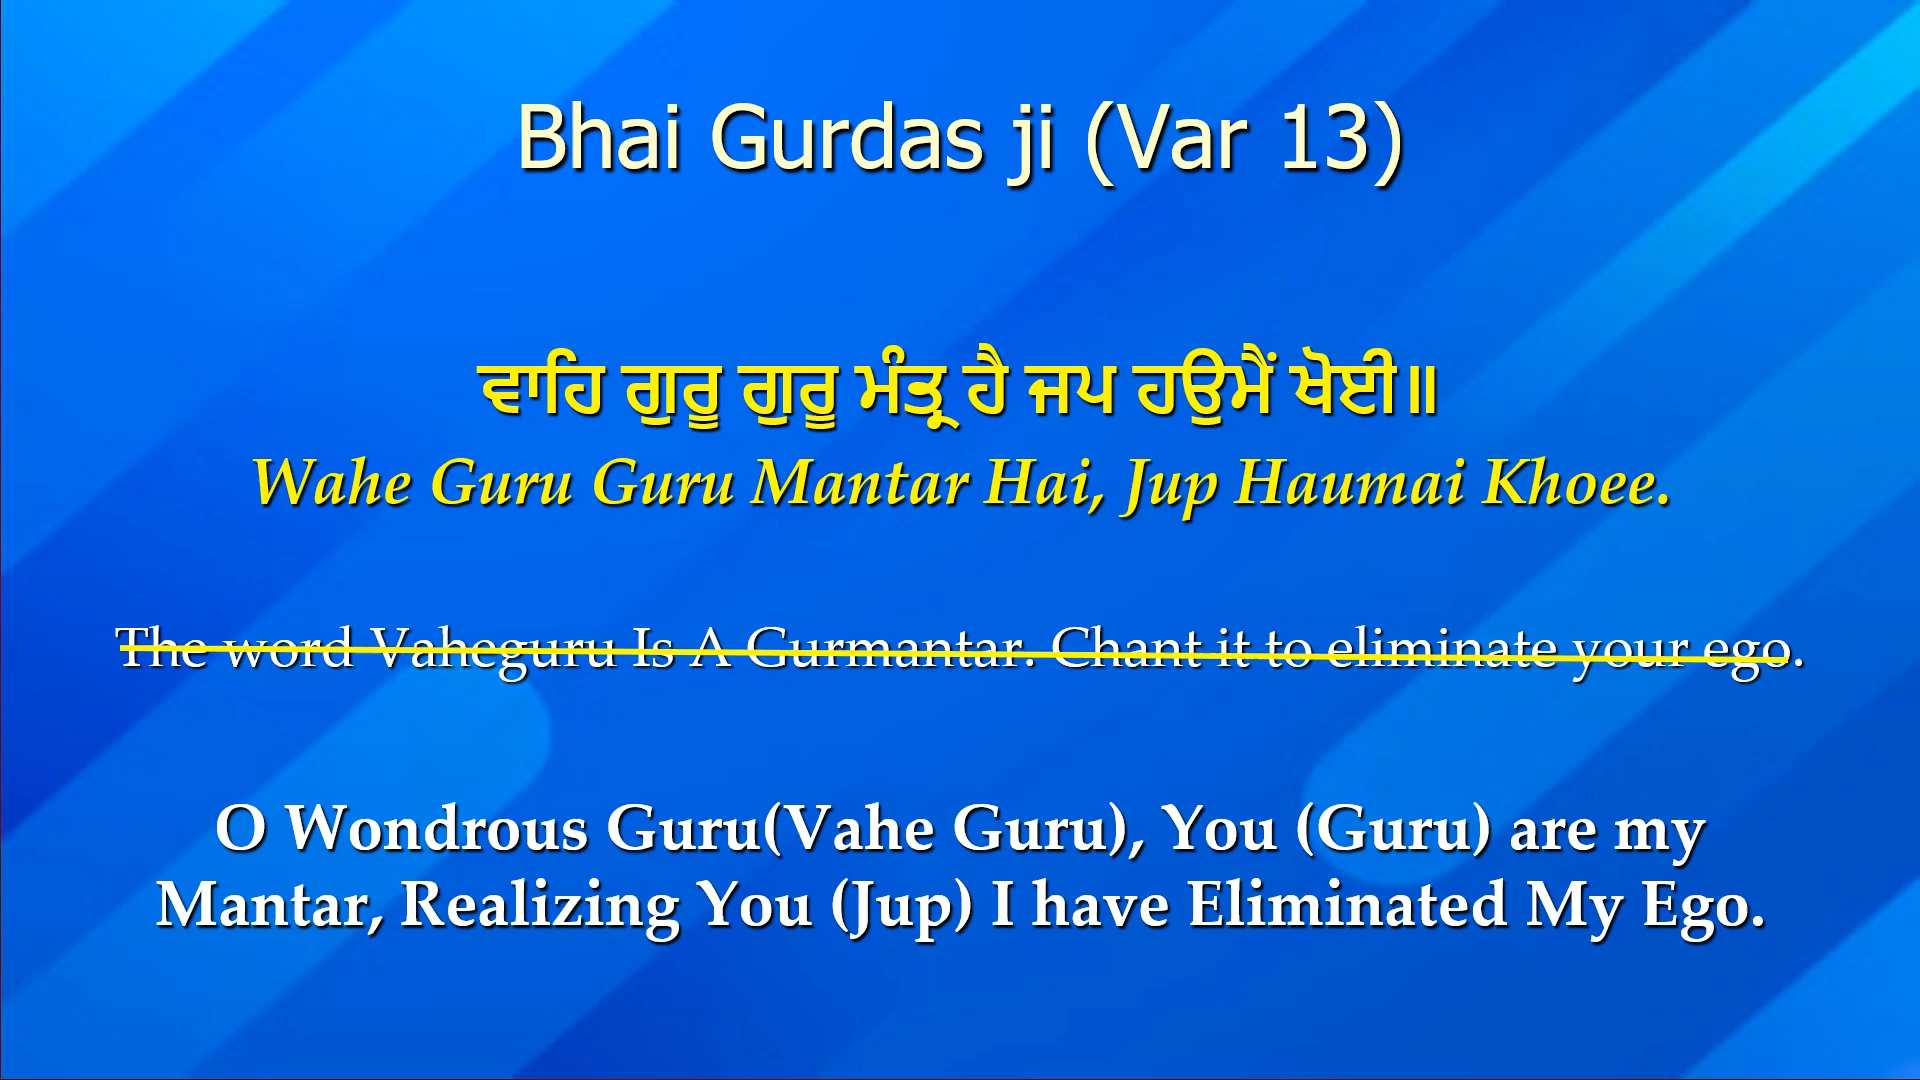 Bhai Gurdas ji (Var 13)
ਵਾਹਿ ਗੁਰੂ ਗੁਰੂ ਮੰਤ੍ਰ ਹੈ ਜਪ ਹਉਮੈਂ ਖੋਈ॥
Wahe Guru Guru Mantar Hai, Jup Haumai Khoee.
The word Vaheguru Is A Gurmantar. Chant it to eliminate your ego.
O Wondrous Guru(Vahe Guru), You (Guru) are my
Mantar, Realizing You (Jup) I have Eliminated My Ego.